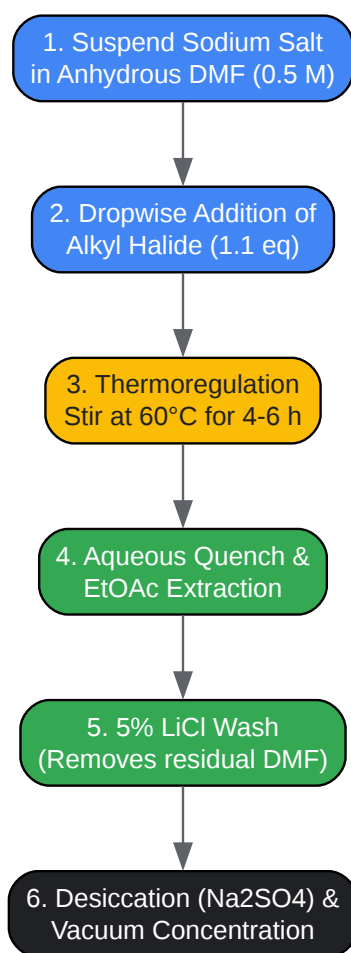 1. Suspend Sodium Salt
in Anhydrous DMF (0.5 M)
2. Dropwise Addition of
Alkyl Halide (1.1 eq)
3. Thermoregulation
Stir at 60°C for 4-6 h
4. Aqueous Quench &
EtOAc Extraction
5. 5% LiCl Wash
(Removes residual DMF)
6. Desiccation (Na2SO4) &
Vacuum Concentration